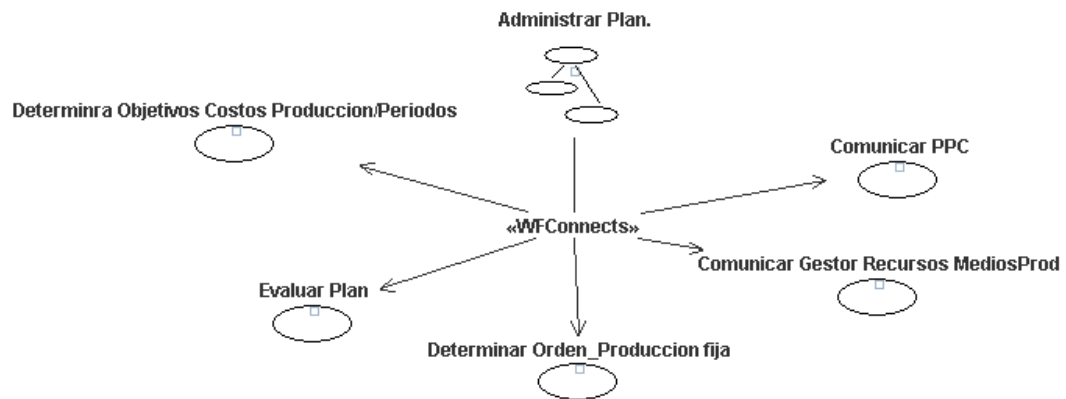 Administrar Plan.
Determinra Objetivos Costos Produccion/Periodos
Comunicar PPC
«WFConnects»
Comunicar Gestor Recursos MediosProd
Evaluar Plan
Determinar Orden_Produccion fija